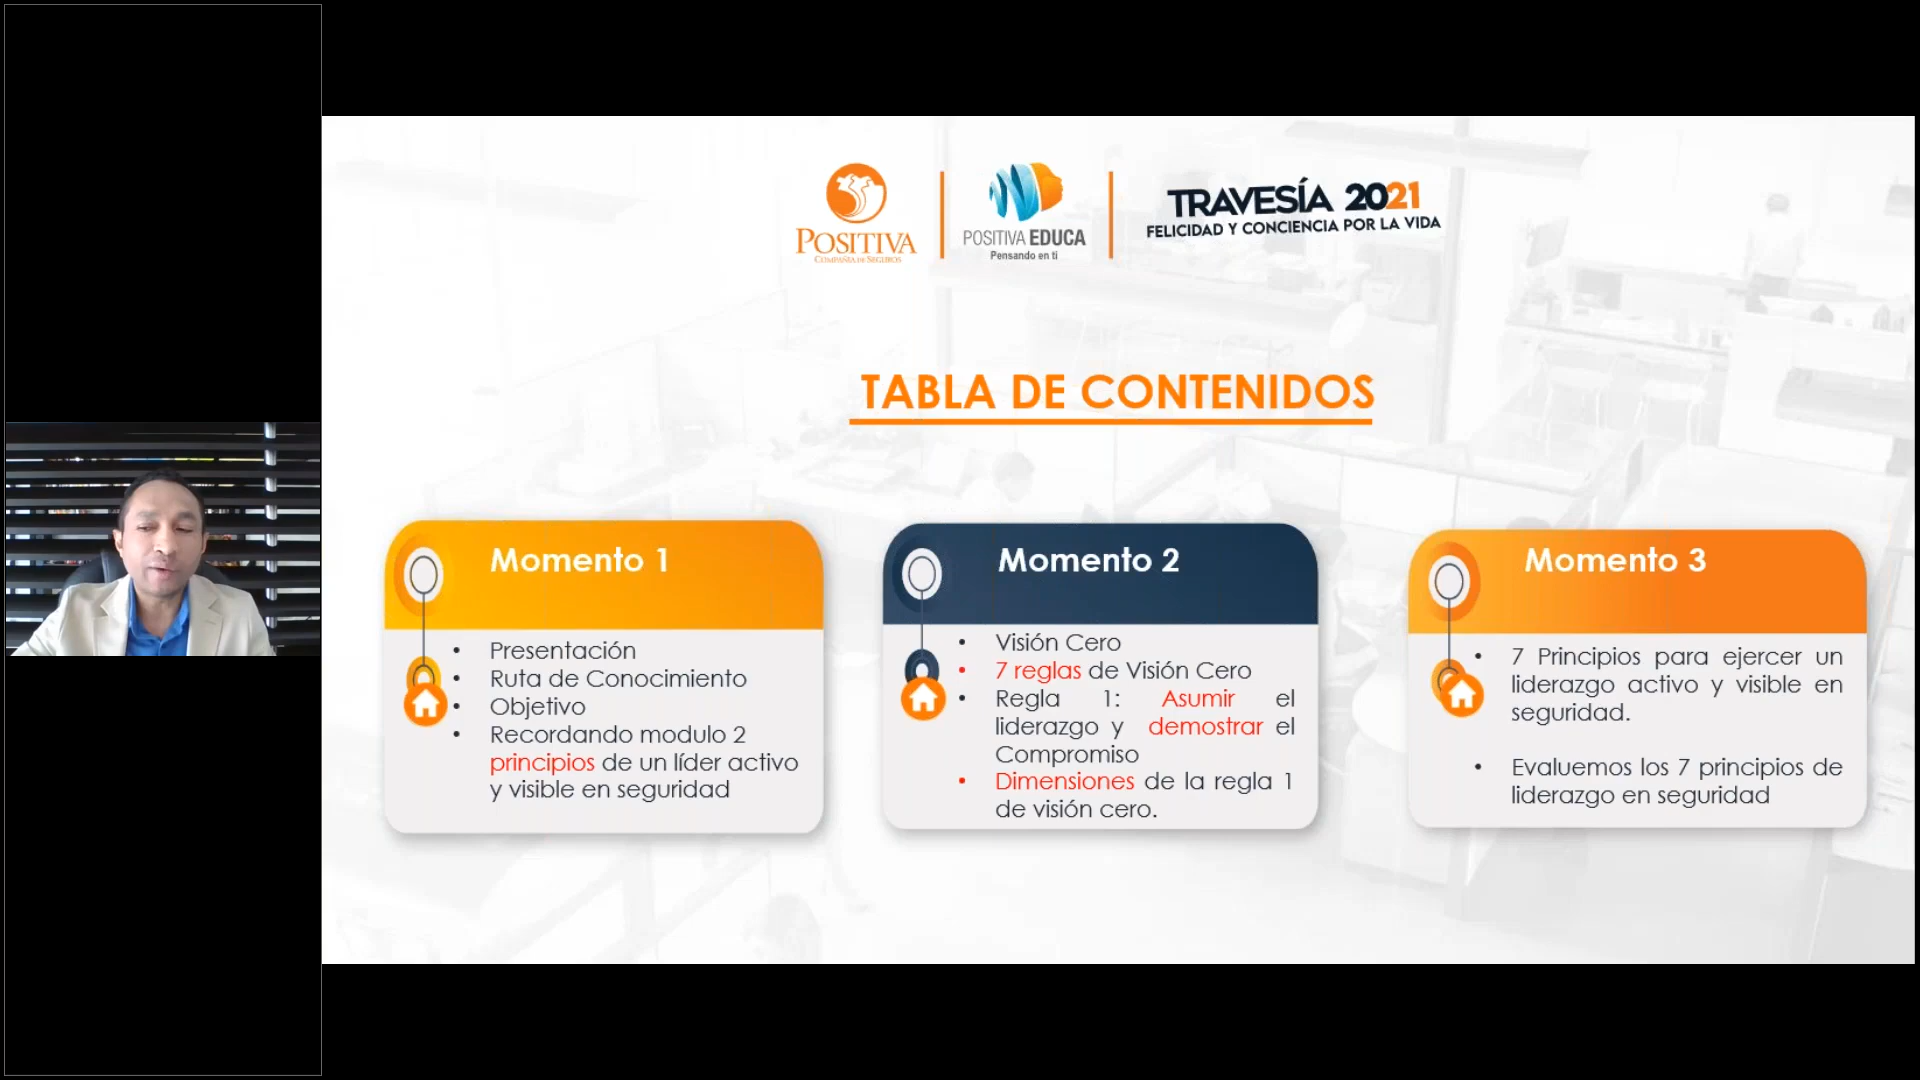 POSITIVA
COMPAÑÍA DE SEGUROS
POSITIVA EDUCA
Pensando en ti
TRAVESÍA 2021
FELICIDAD Y CONCIENCIA POR LA VIDA
TABLA DE CONTENIDOS
Momento 1
• Presentación
• Ruta de Conocimiento
• Objetivo
• Recordando modulo 2
principios de un líder activo
y visible en seguridad
Momento 2
• Visión Cero
• 7 reglas de Visión Cero
• Regla 1: Asumir el
liderazgo y demostrar el
Compromiso
• Dimensiones de la regla 1
de visión cero.
Momento 3
• 7 Principios para ejercer un
liderazgo activo y visible en
seguridad.
• Evaluemos los 7 principios de
liderazgo en seguridad